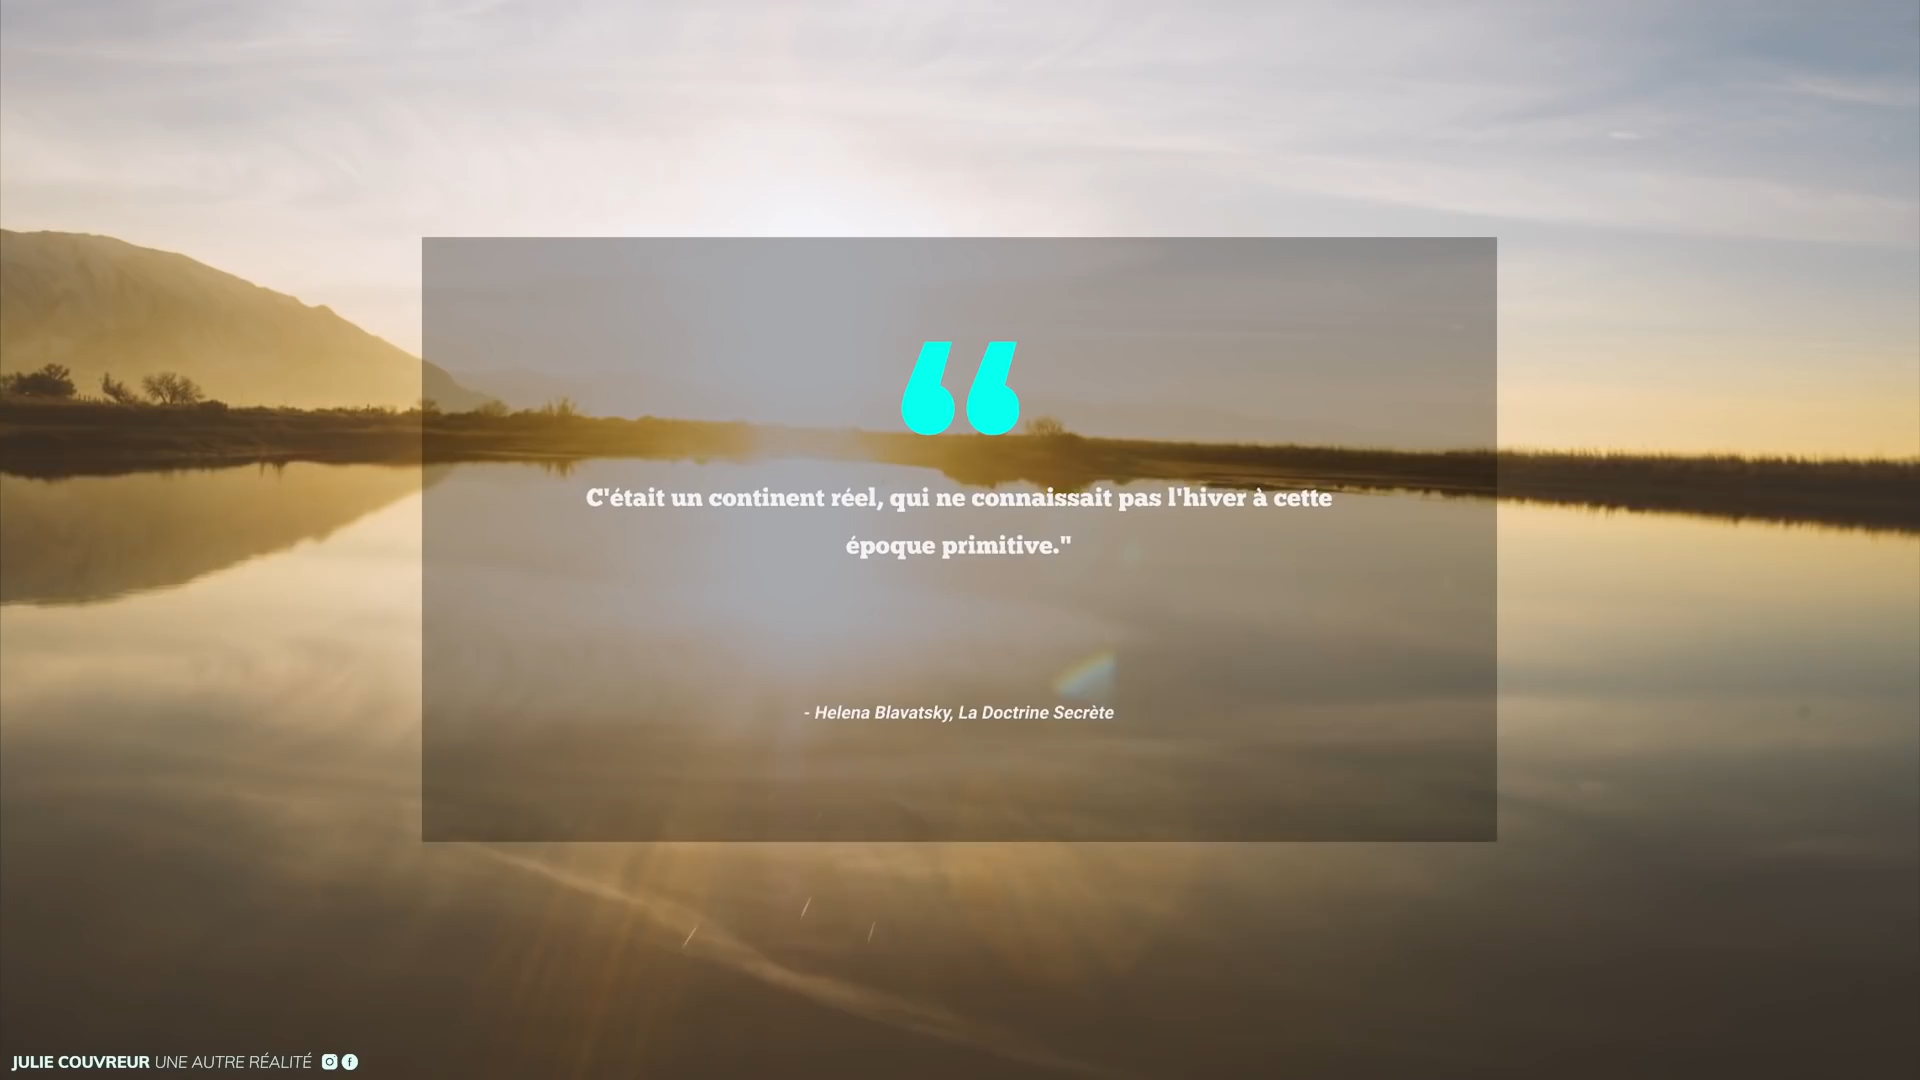 C'était un continent réel, qui ne connaissait pas l'hiver à cette
époque primitive."
- Helena Blavatsky, La Doctrine Secrète
JULIE COUVREUR UNE AUTRE RÉALITÉ